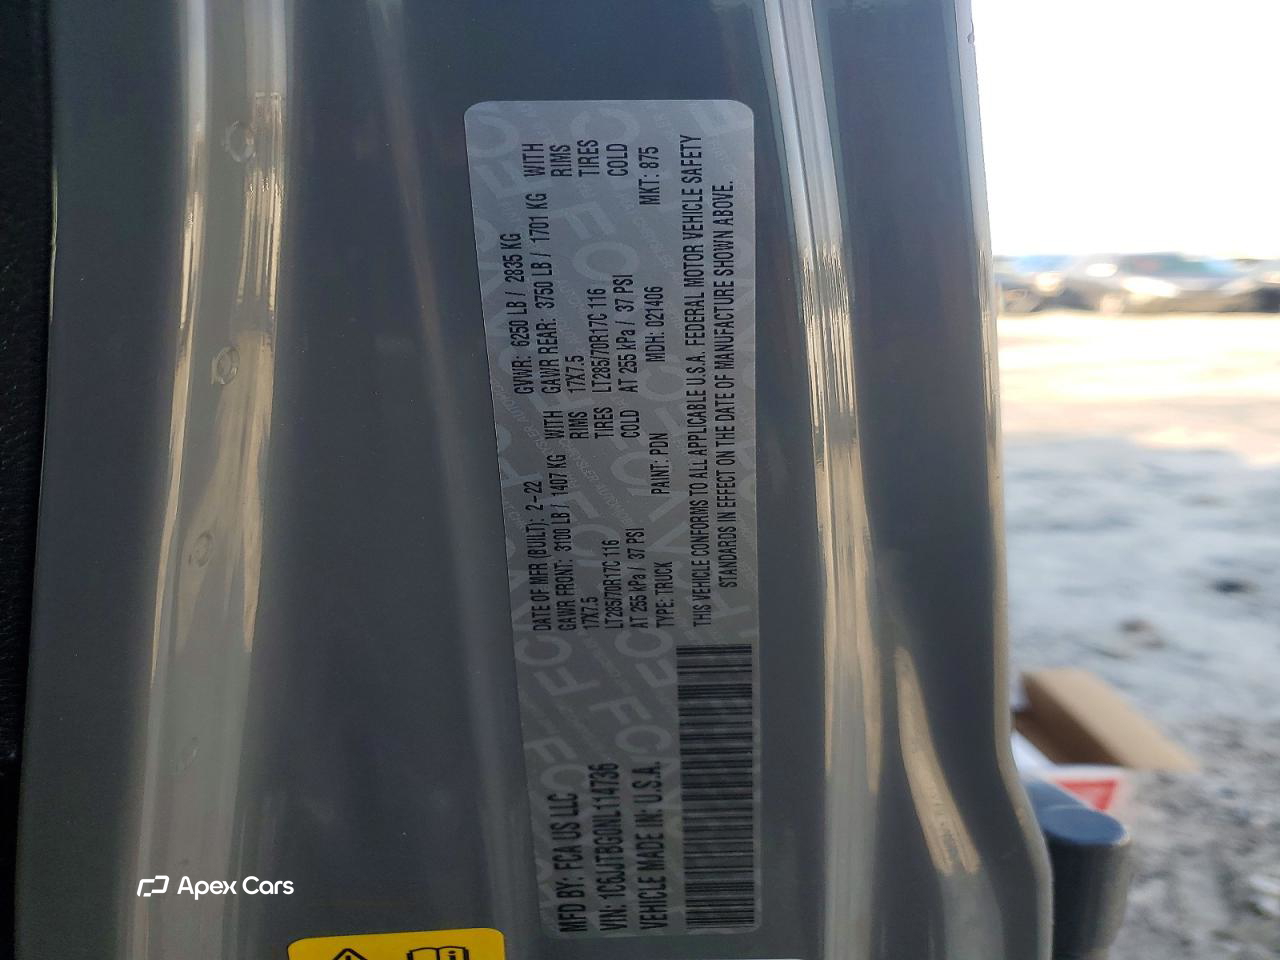 MFD BY: FCA US LLC
VIN: 1C6JJTBG0NL114736
VEHICLE MADE IN: U.S.A.
DATE OF MFR (BUILT): 2-22 GVWR: 6250 LB / 2835 KG
GAWR FRONT: 3100 LB / 1407 KG WITH GAWR REAR: 3750 LB / 1701 KG WITH
17X7.5 RIMS 17X7.5 RIMS
LT285/70R17C 116 TIRES LT285/70R17C 116 TIRES
AT 255 kPa / 37 PSI COLD AT 255 kPa / 37 PSI COLD
TYPE: TRUCK PAINT: PDN MDH: 021406 MKT: 875
THIS VEHICLE CONFORMS TO ALL APPLICABLE U.S.A. FEDERAL MOTOR VEHICLE SAFETY
STANDARDS IN EFFECT ON THE DATE OF MANUFACTURE SHOWN ABOVE.
Apex Cars